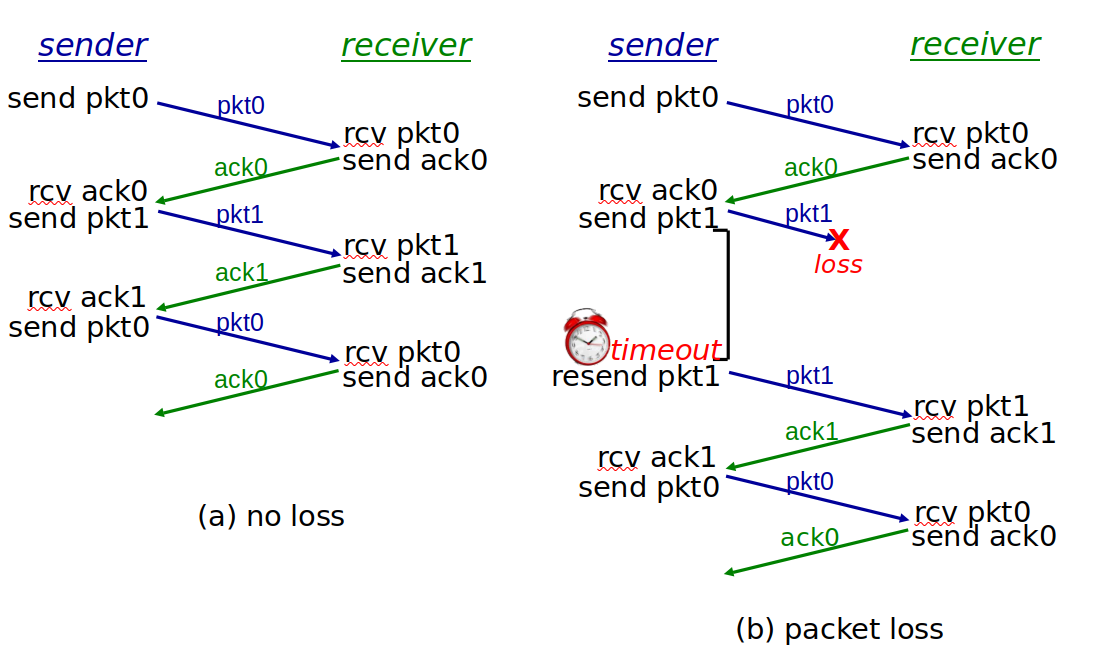 sender
receiver
send pkt0
pkt0
rcv pkt0
send ack0
ack0
rcv ack0
send pkt1
pkt1
rcv pkt1
send ack1
ack1
rcv ack1
send pkt0
pkt0
rcv pkt0
send ack0
ack0
(a) no loss
sender
receiver
send pkt0
pkt0
rcv pkt0
send ack0
ack0
rcv ack0
send pkt1
pkt1
X
loss
timeout
resend pkt1
pkt1
rcv pkt1
send ack1
ack1
rcv ack1
send pkt0
pkt0
rcv pkt0
send ack0
ack0
(b) packet loss